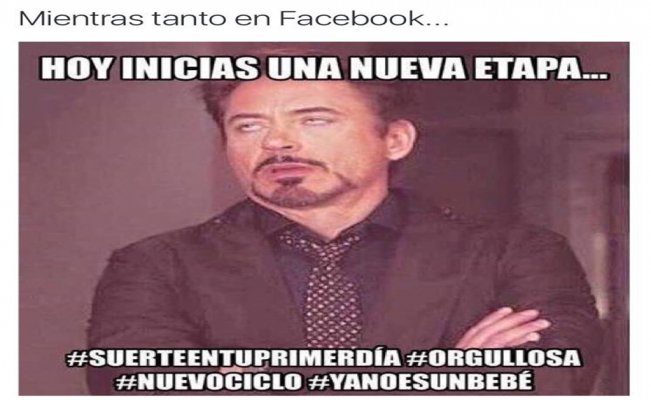 Mientras tanto en Facebook...
HOY INICIAS UNA NUEVA ETAPA...
#SUERTEENTUPRIMERDÍA #ORGULLOSA
#NUEVOCICLO #YANOESUNBEBÉ